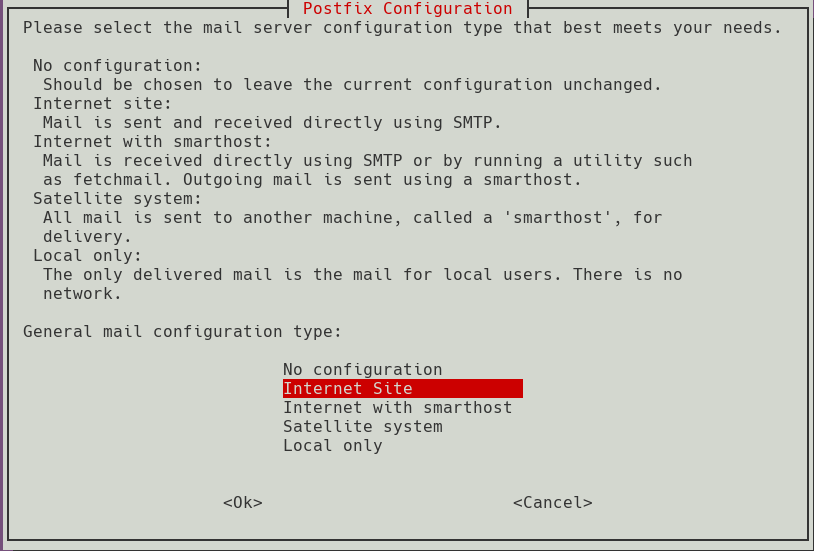 Postfix Configuration
Please select the mail server configuration type that best meets your needs.
No configuration:
Should be chosen to leave the current configuration unchanged.
Internet site:
Mail is sent and received directly using SMTP.
Internet with smarthost:
Mail is received directly using SMTP or by running a utility such
as fetchmail. Outgoing mail is sent using a smarthost.
Satellite system:
All mail is sent to another machine, called a 'smarthost', for
delivery.
Local only:
The only delivered mail is the mail for local users. There is no
network.
General mail configuration type:
No configuration
Internet Site
Internet with smarthost
Satellite system
Local only
<Ok> <Cancel>